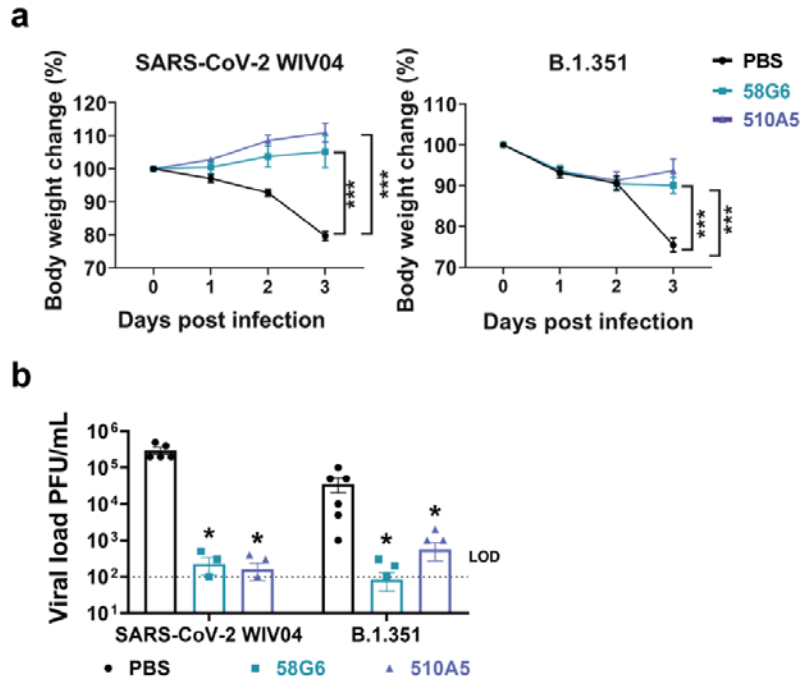 a
SARS-CoV-2 WIV04
Body weight change (%)
120
110
100
90
80
70
0 1 2 3
Days post infection
***
***
B.1.351
Body weight change (%)
110
100
90
80
70
0 1 2 3
Days post infection
***
***
PBS
58G6
510A5
b
Viral load PFU/mL
10⁶
10⁵
10⁴
10³
10²
10¹
* *
* *
LOD
SARS-CoV-2 WIV04 B.1.351
PBS 58G6 510A5